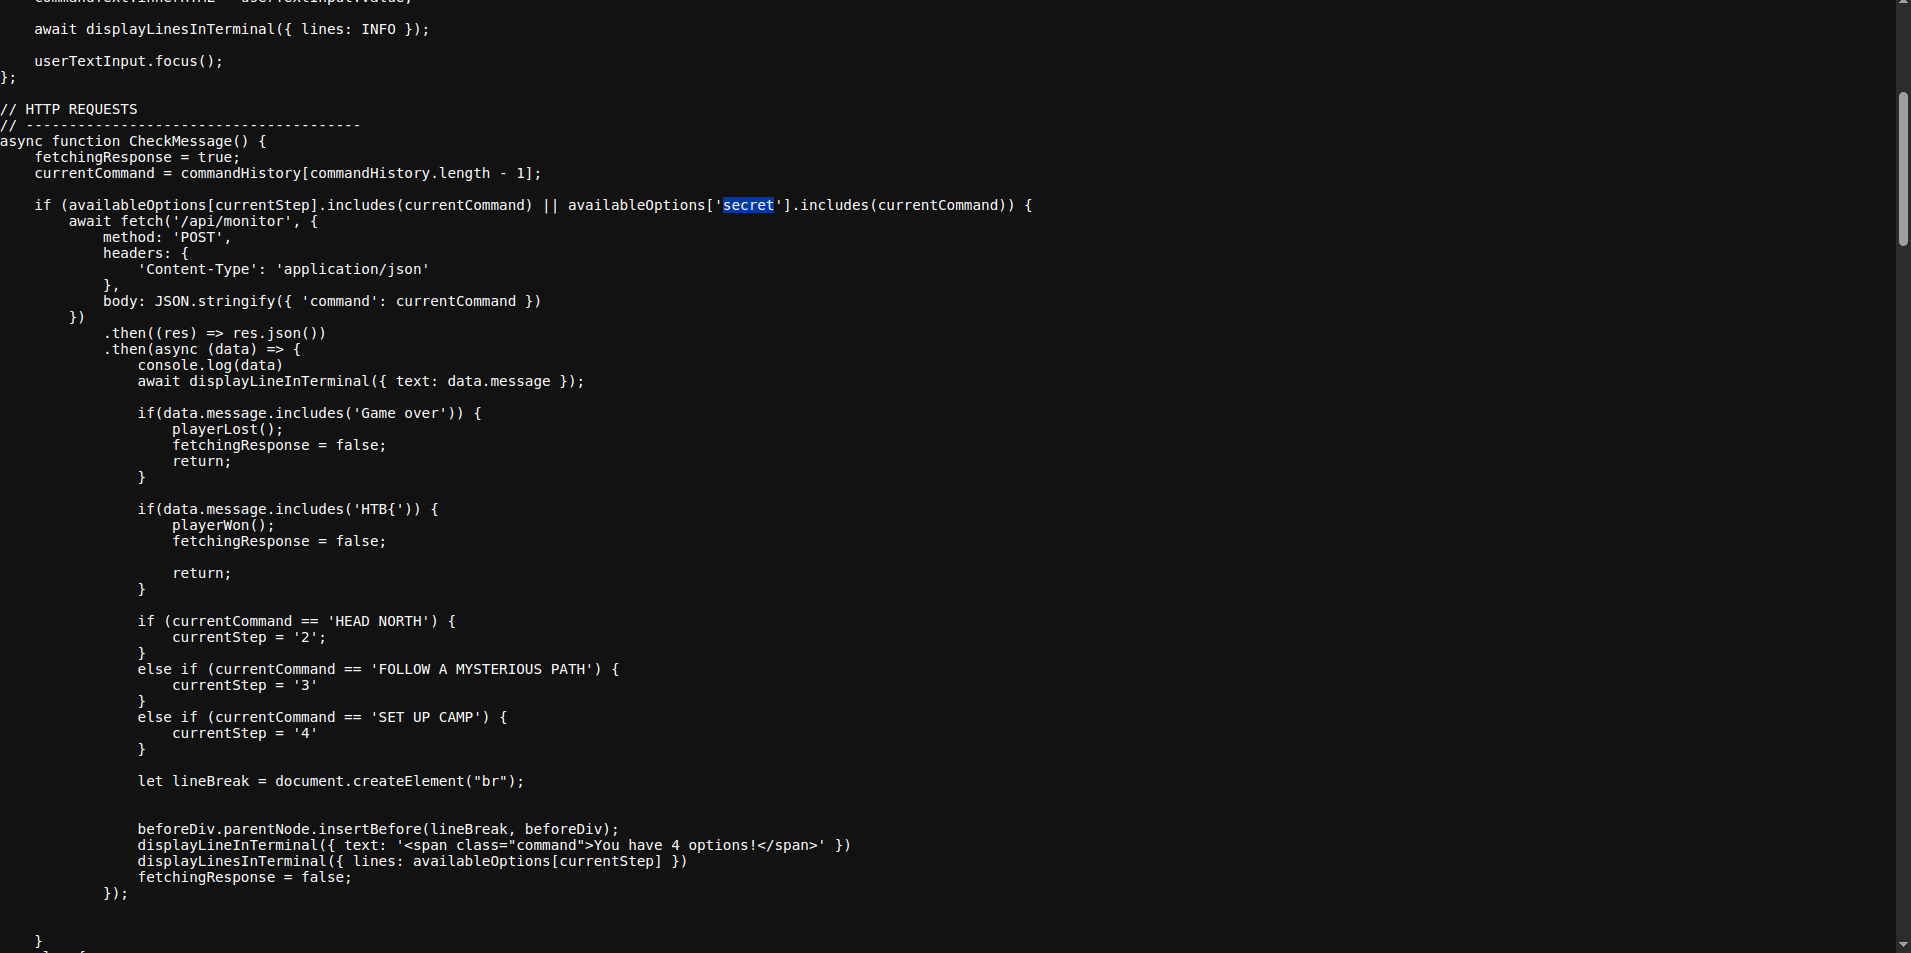 await displayLinesInTerminal({ lines: INFO });
    userTextInput.focus();
};
// HTTP REQUESTS
// ---------------------------------------
async function CheckMessage() {
    fetchingResponse = true;
    currentCommand = commandHistory[commandHistory.length - 1];
    if (availableOptions[currentStep].includes(currentCommand) || availableOptions['secret'].includes(currentCommand)) {
        await fetch('/api/monitor', {
            method: 'POST',
            headers: {
                'Content-Type': 'application/json'
            },
            body: JSON.stringify({ 'command': currentCommand })
        })
            .then((res) => res.json())
            .then(async (data) => {
                console.log(data)
                await displayLineInTerminal({ text: data.message });
                if(data.message.includes('Game over')) {
                    playerLost();
                    fetchingResponse = false;
                    return;
                }
                if(data.message.includes('HTB{')) {
                    playerWon();
                    fetchingResponse = false;
                    return;
                }
                if (currentCommand == 'HEAD NORTH') {
                    currentStep = '2';
                }
                else if (currentCommand == 'FOLLOW A MYSTERIOUS PATH') {
                    currentStep = '3'
                }
                else if (currentCommand == 'SET UP CAMP') {
                    currentStep = '4'
                }
                let lineBreak = document.createElement("br");
                beforeDiv.parentNode.insertBefore(lineBreak, beforeDiv);
                displayLineInTerminal({ text: '<span class="command">You have 4 options!</span>' })
                displayLinesInTerminal({ lines: availableOptions[currentStep] })
                fetchingResponse = false;
            });
    }